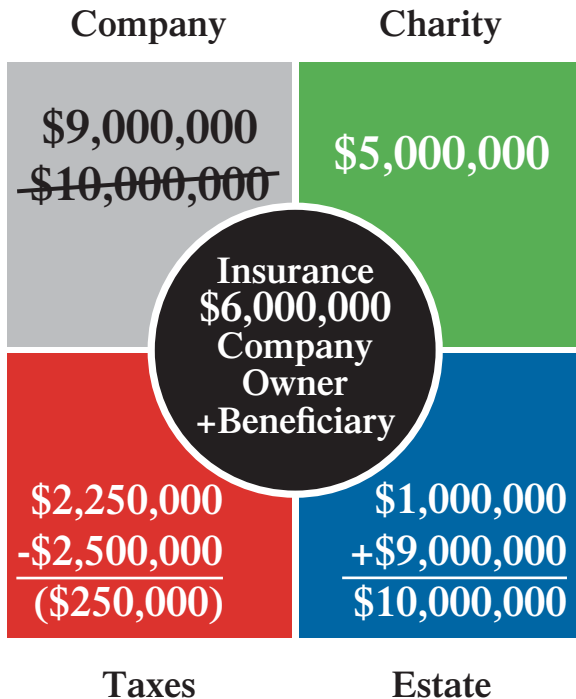 Company
Charity
$9,000,000
$10,000,000
$5,000,000
Insurance
$6,000,000
Company
Owner
+Beneficiary
$2,250,000
-$2,500,000
($250,000)
$1,000,000
+$9,000,000
$10,000,000
Taxes
Estate